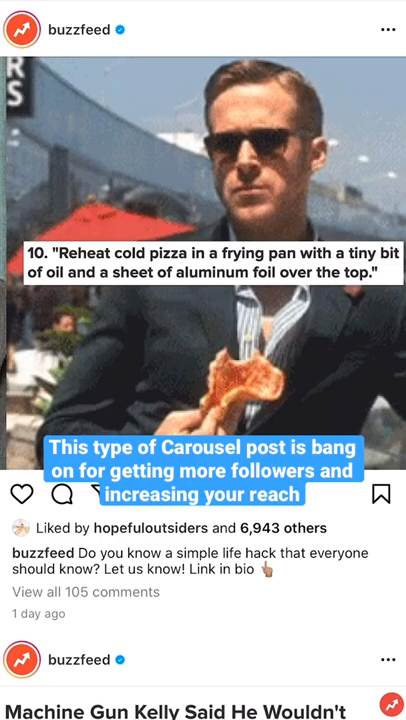 buzzfeed
RS
10. "Reheat cold pizza in a frying pan with a tiny bit
of oil and a sheet of aluminum foil over the top."
This type of Carousel post is bang
on for getting more followers and
increasing your reach
Liked by hopefuloutsiders and 6,943 others
buzzfeed Do you know a simple life hack that everyone
should know? Let us know! Link in bio 👆🏽
View all 105 comments
1 day ago
buzzfeed
Machine Gun Kelly Said He Wouldn't